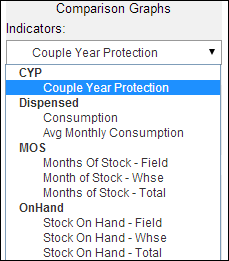 Comparison Graphs
Indicators:
Couple Year Protection
CYP
Couple Year Protection
Dispensed
Consumption
Avg Monthly Consumption
MOS
Months Of Stock - Field
Month of Stock - Whse
Months of Stock - Total
OnHand
Stock On Hand - Field
Stock On Hand - Whse
Stock On Hand - Total